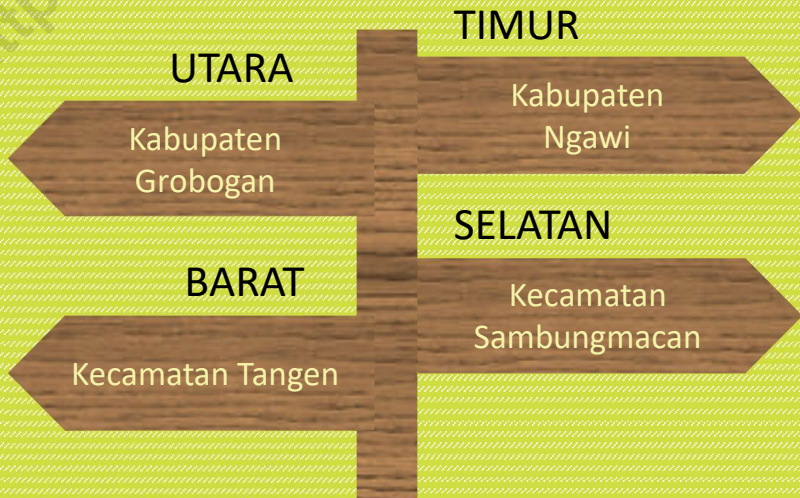 UTARA
Kabupaten
Grobogan
TIMUR
Kabupaten
Ngawi
BARAT
Kecamatan Tangen
SELATAN
Kecamatan
Sambungmacan